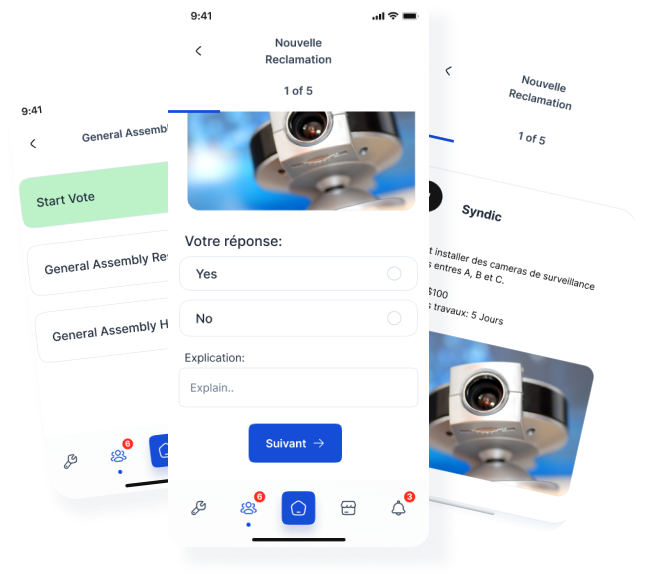 9:41
General Assembl
Start Vote
General Assembly Re
General Assembly H
6
9:41
Nouvelle
Reclamation
1 of 5
Votre réponse:
Yes
No
Explication:
Explain..
Suivant →
6
3
Nouvelle
Reclamation
1 of 5
Syndic
t installer des cameras de surveillance
s entres A, B et C.
$100
s travaux: 5 Jours